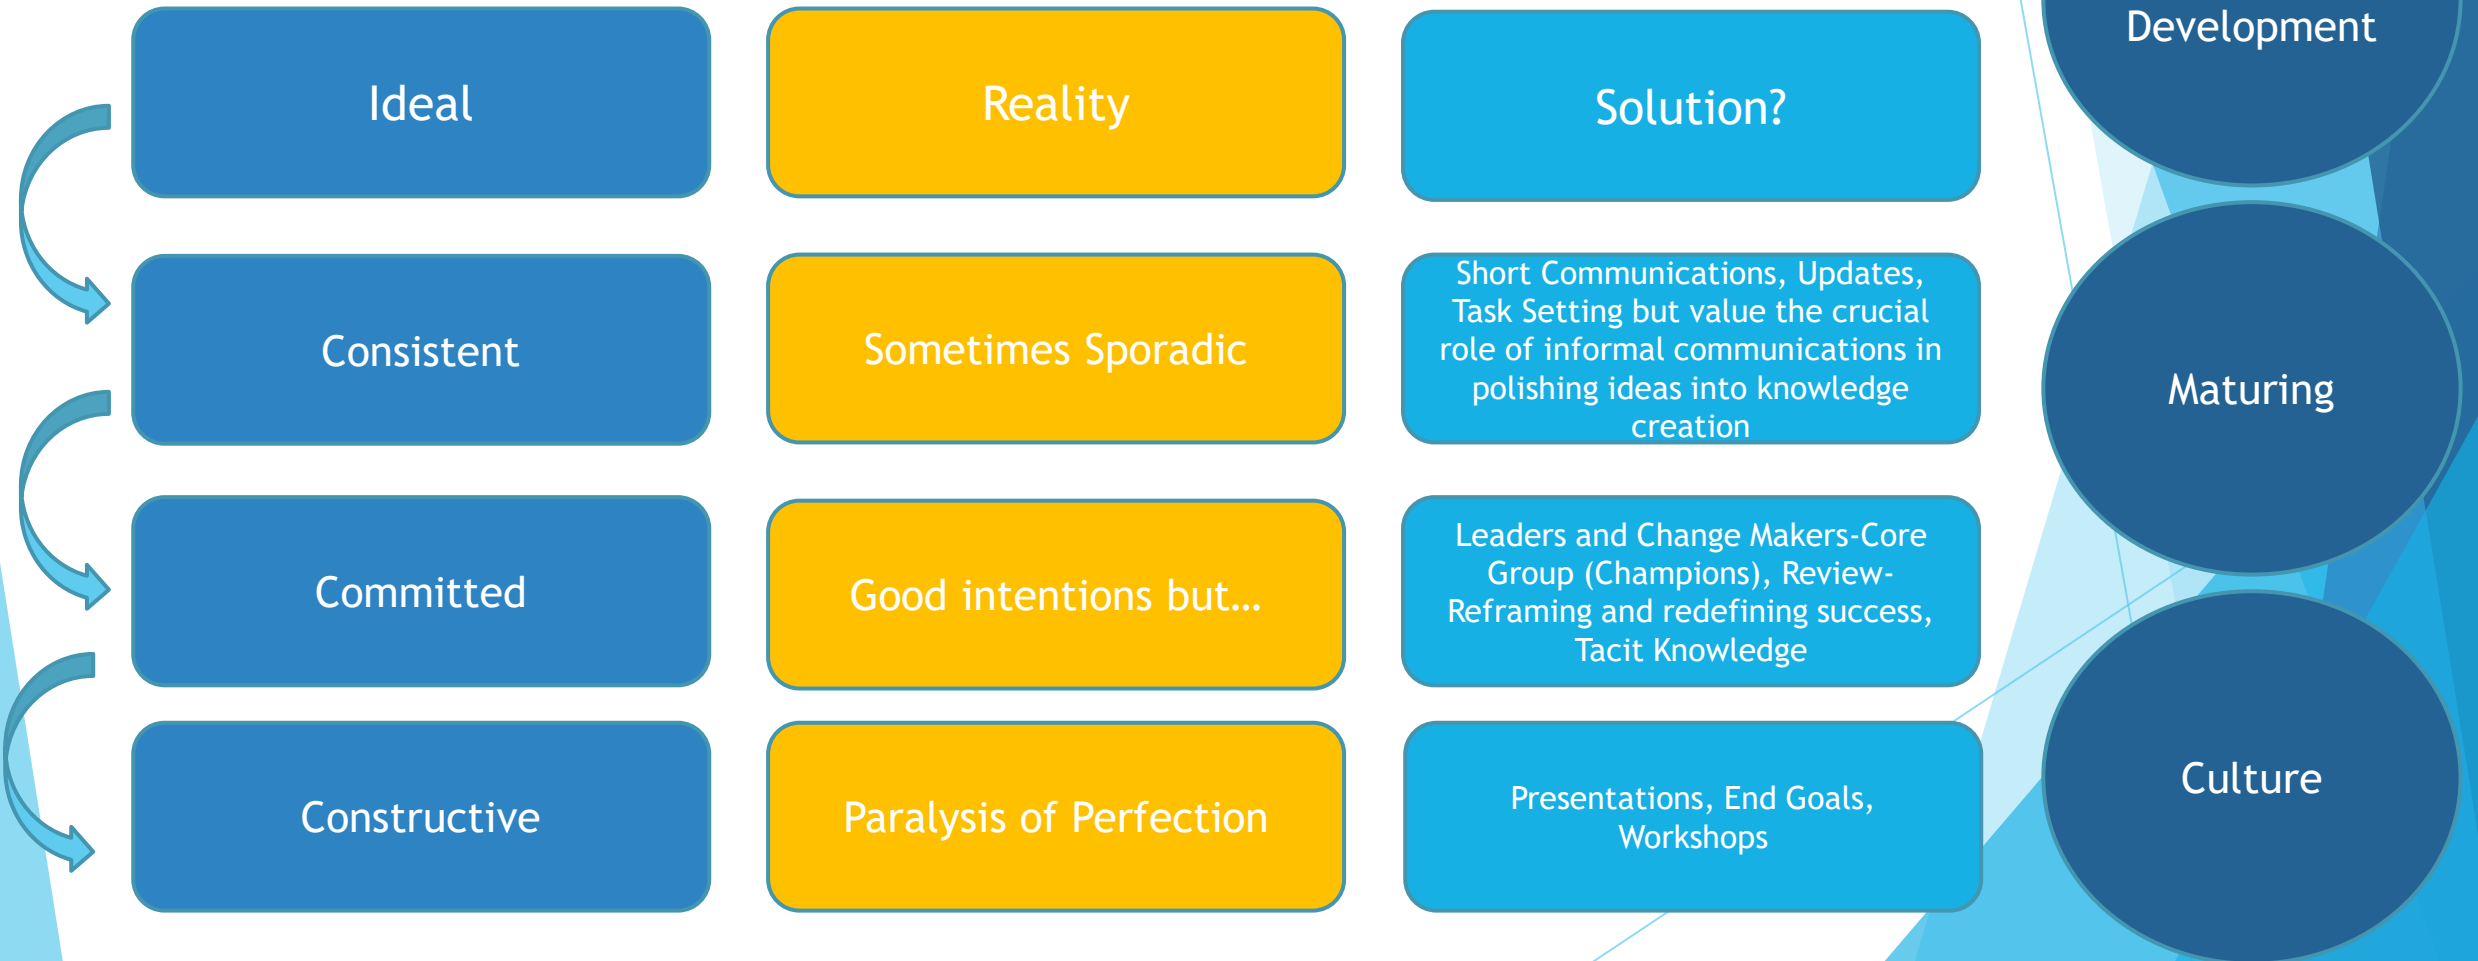 Ideal
Reality
Solution?
Development
Consistent
Sometimes Sporadic
Short Communications, Updates,
Task Setting but value the crucial
role of informal communications in
polishing ideas into knowledge
creation
Maturing
Committed
Good intentions but…
Leaders and Change Makers-Core
Group (Champions), Review-
Reframing and redefining success,
Tacit Knowledge
Constructive
Paralysis of Perfection
Presentations, End Goals,
Workshops
Culture